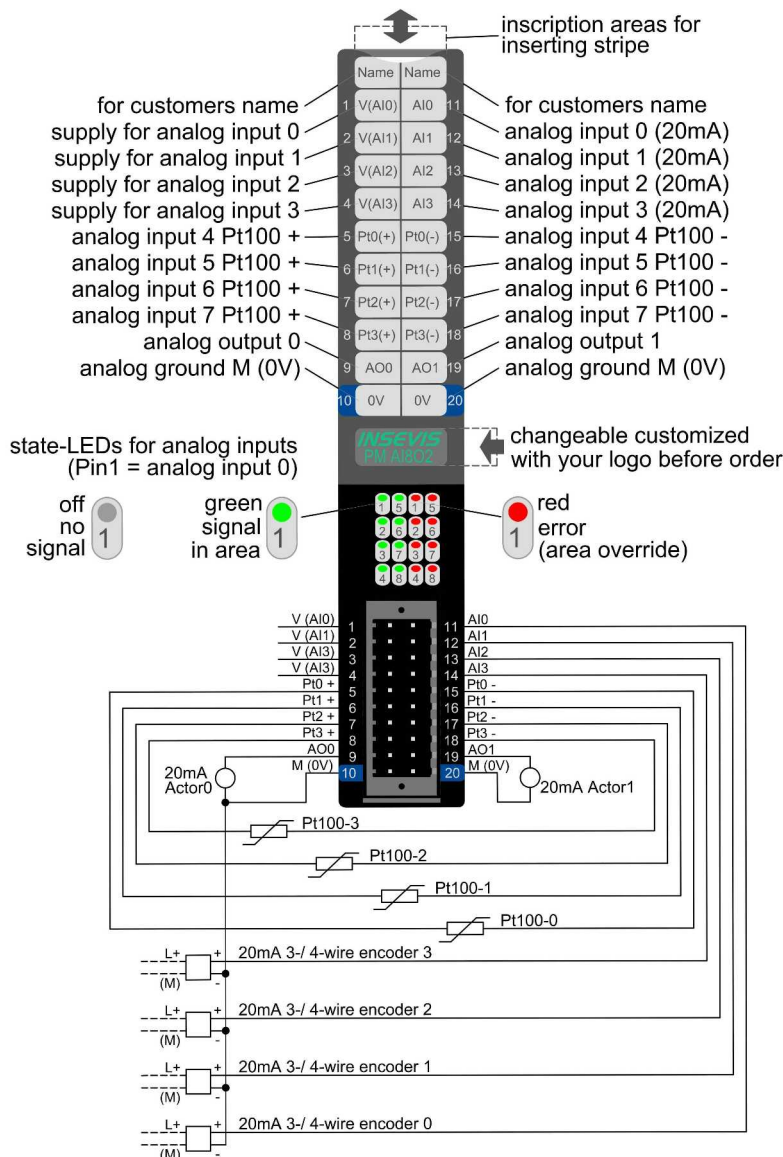 inscription areas for
inserting stripe
Name Name
for customers name
for customers name
1 V(AI0) AI0 11
supply for analog input 0
analog input 0 (20mA)
2 V(AI1) AI1 12
supply for analog input 1
analog input 1 (20mA)
3 V(AI2) AI2 13
supply for analog input 2
analog input 2 (20mA)
4 V(AI3) AI3 14
supply for analog input 3
analog input 3 (20mA)
5 Pt0(+) Pt0(-) 15
analog input 4 Pt100 +
analog input 4 Pt100 -
6 Pt1(+) Pt1(-) 16
analog input 5 Pt100 +
analog input 5 Pt100 -
7 Pt2(+) Pt2(-) 17
analog input 6 Pt100 +
analog input 6 Pt100 -
8 Pt3(+) Pt3(-) 18
analog input 7 Pt100 +
analog input 7 Pt100 -
9 AO0 AO1 19
analog output 0
analog output 1
10 0V 0V 20
analog ground M (0V)
analog ground M (0V)
INSEVIS
PM AI8O2
changeable customized
with your logo before order
state-LEDs for analog inputs
(Pin1 = analog input 0)
off
no
signal
1
green
signal
in area
1
1 5 1 5
2 6 2 6
3 7 3 7
4 8 4 8
1
red
error
(area override)
V (AI0) 1 11 AI0
V (AI1) 2 12 AI1
V (AI3) 3 13 AI2
V (AI3) 4 14 AI3
Pt0 + 5 15 Pt0 -
Pt1 + 6 16 Pt1 -
Pt2 + 7 17 Pt2 -
Pt3 + 8 18 Pt3 -
AO0 9 19 AO1
M (0V) 10 20 M (0V)
20mA
Actor0
20mA Actor1
Pt100-3
Pt100-2
Pt100-1
Pt100-0
L+ + 20mA 3-/ 4-wire encoder 3
(M) -
L+ + 20mA 3-/ 4-wire encoder 2
(M) -
L+ + 20mA 3-/ 4-wire encoder 1
(M) -
L+ + 20mA 3-/ 4-wire encoder 0
(M) -